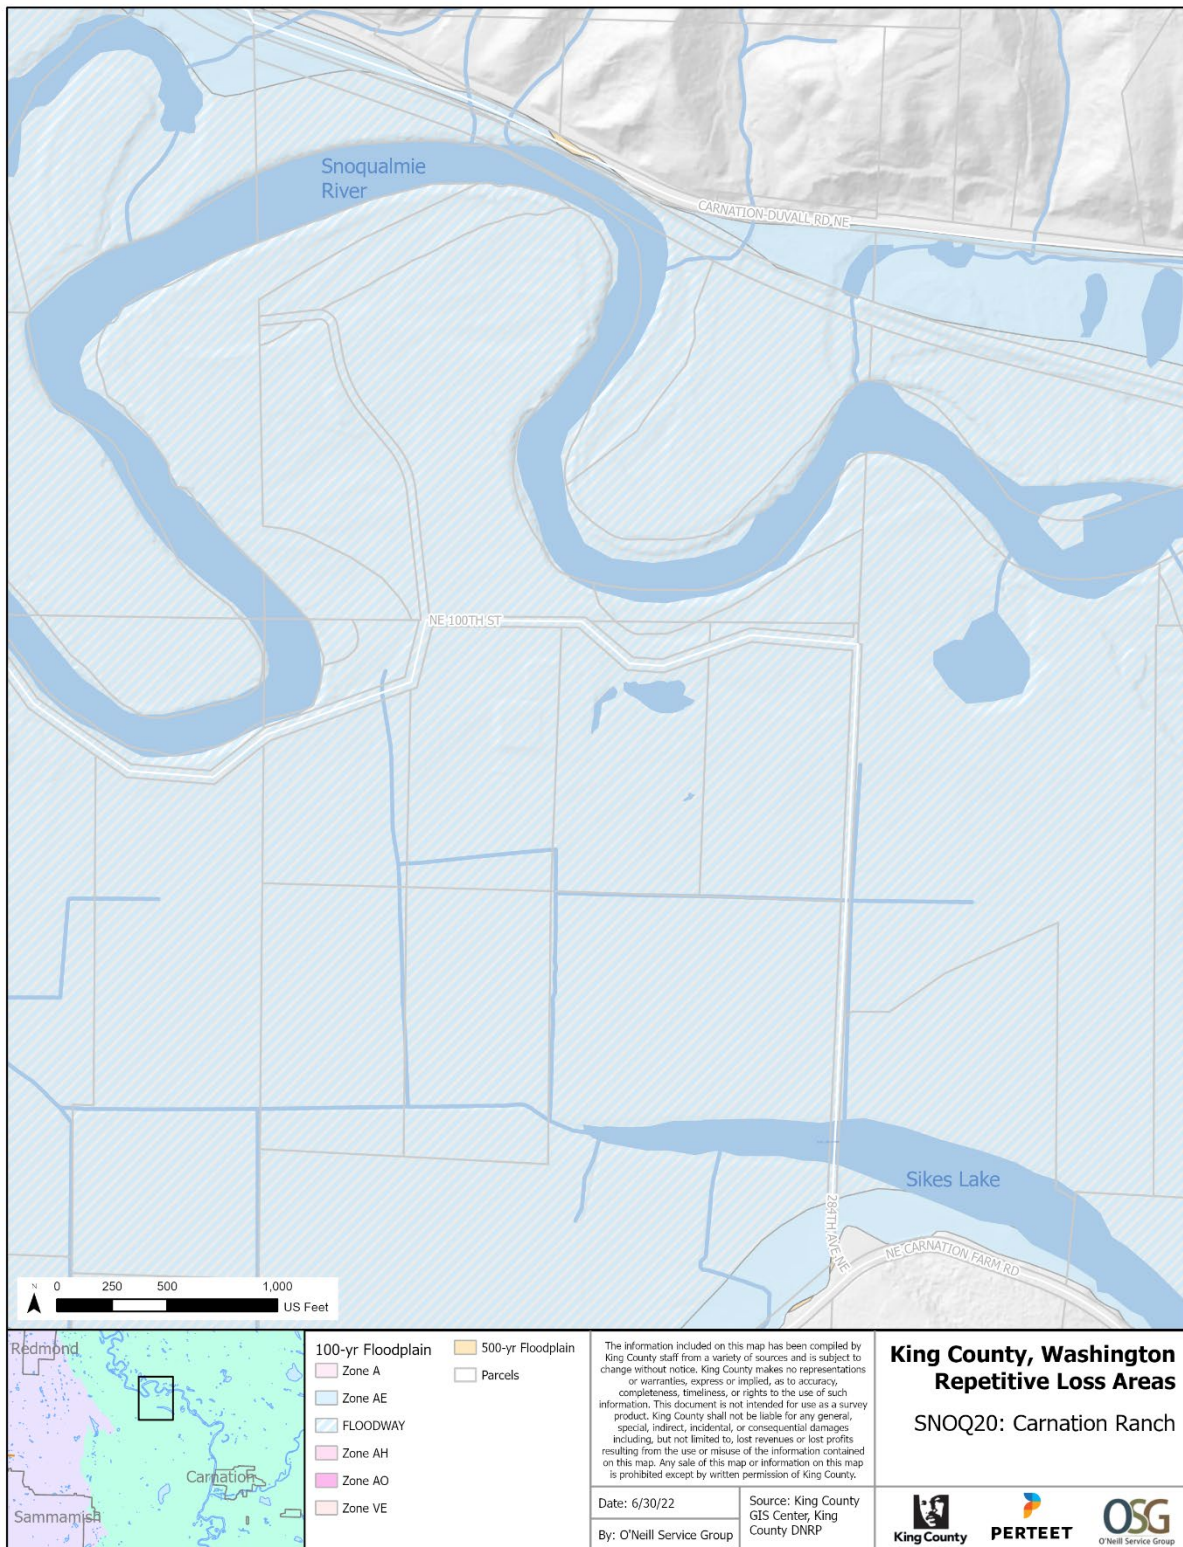 Snoqualmie
River
CARNATION-DUVALL RD NE
NE 100TH ST
Sikes Lake
284TH AVE NE
NE CARNATION FARM RD
N
0 250 500 1,000
US Feet
Redmond
Carnation
Sammamish
100-yr Floodplain
Zone A
Zone AE
FLOODWAY
Zone AH
Zone AO
Zone VE
500-yr Floodplain
Parcels
The information included on this map has been compiled by
King County staff from a variety of sources and is subject to
change without notice. King County makes no representations
or warranties, express or implied, as to accuracy,
completeness, timeliness, or rights to the use of such
information. This document is not intended for use as a survey
product. King County shall not be liable for any general,
special, indirect, incidental, or consequential damages
including, but not limited to, lost revenues or lost profits
resulting from the use or misuse of the information contained
on this map. Any sale of this map or information on this map
is prohibited except by written permission of King County.
Date: 6/30/22
By: O'Neill Service Group
Source: King County
GIS Center, King
County DNRP
King County, Washington
Repetitive Loss Areas
SNOQ20: Carnation Ranch
King County
PERTEET
OSG
O'Neill Service Group